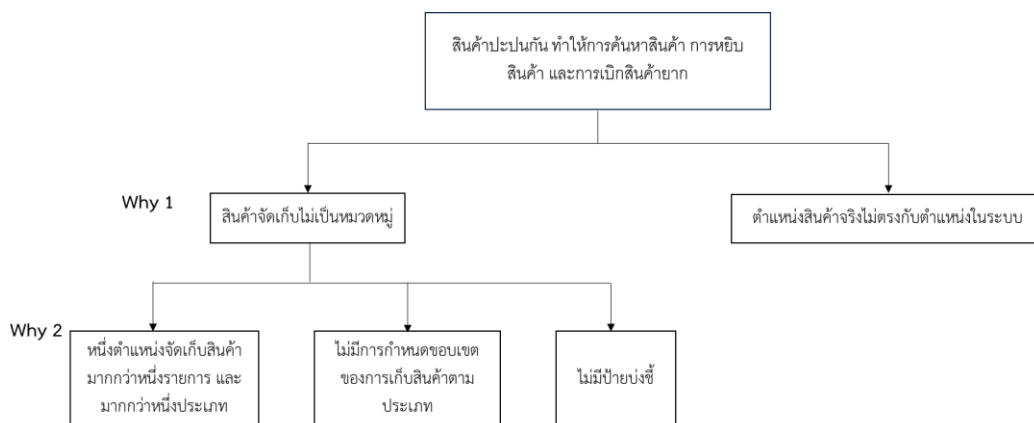 สินค้าปะปนกัน ทำให้การค้นหาสินค้า การหยิบ
สินค้า และการเบิกสินค้ายาก
Why 1
สินค้าจัดเก็บไม่เป็นหมวดหมู่
ตำแหน่งสินค้าจริงไม่ตรงกับตำแหน่งในระบบ
Why 2
หนึ่งตำแหน่งจัดเก็บสินค้า
มากกว่าหนึ่งรายการ และ
มากกว่าหนึ่งประเภท
ไม่มีการกำหนดขอบเขต
ของการเก็บสินค้าตาม
ประเภท
ไม่มีป้ายบ่งชี้